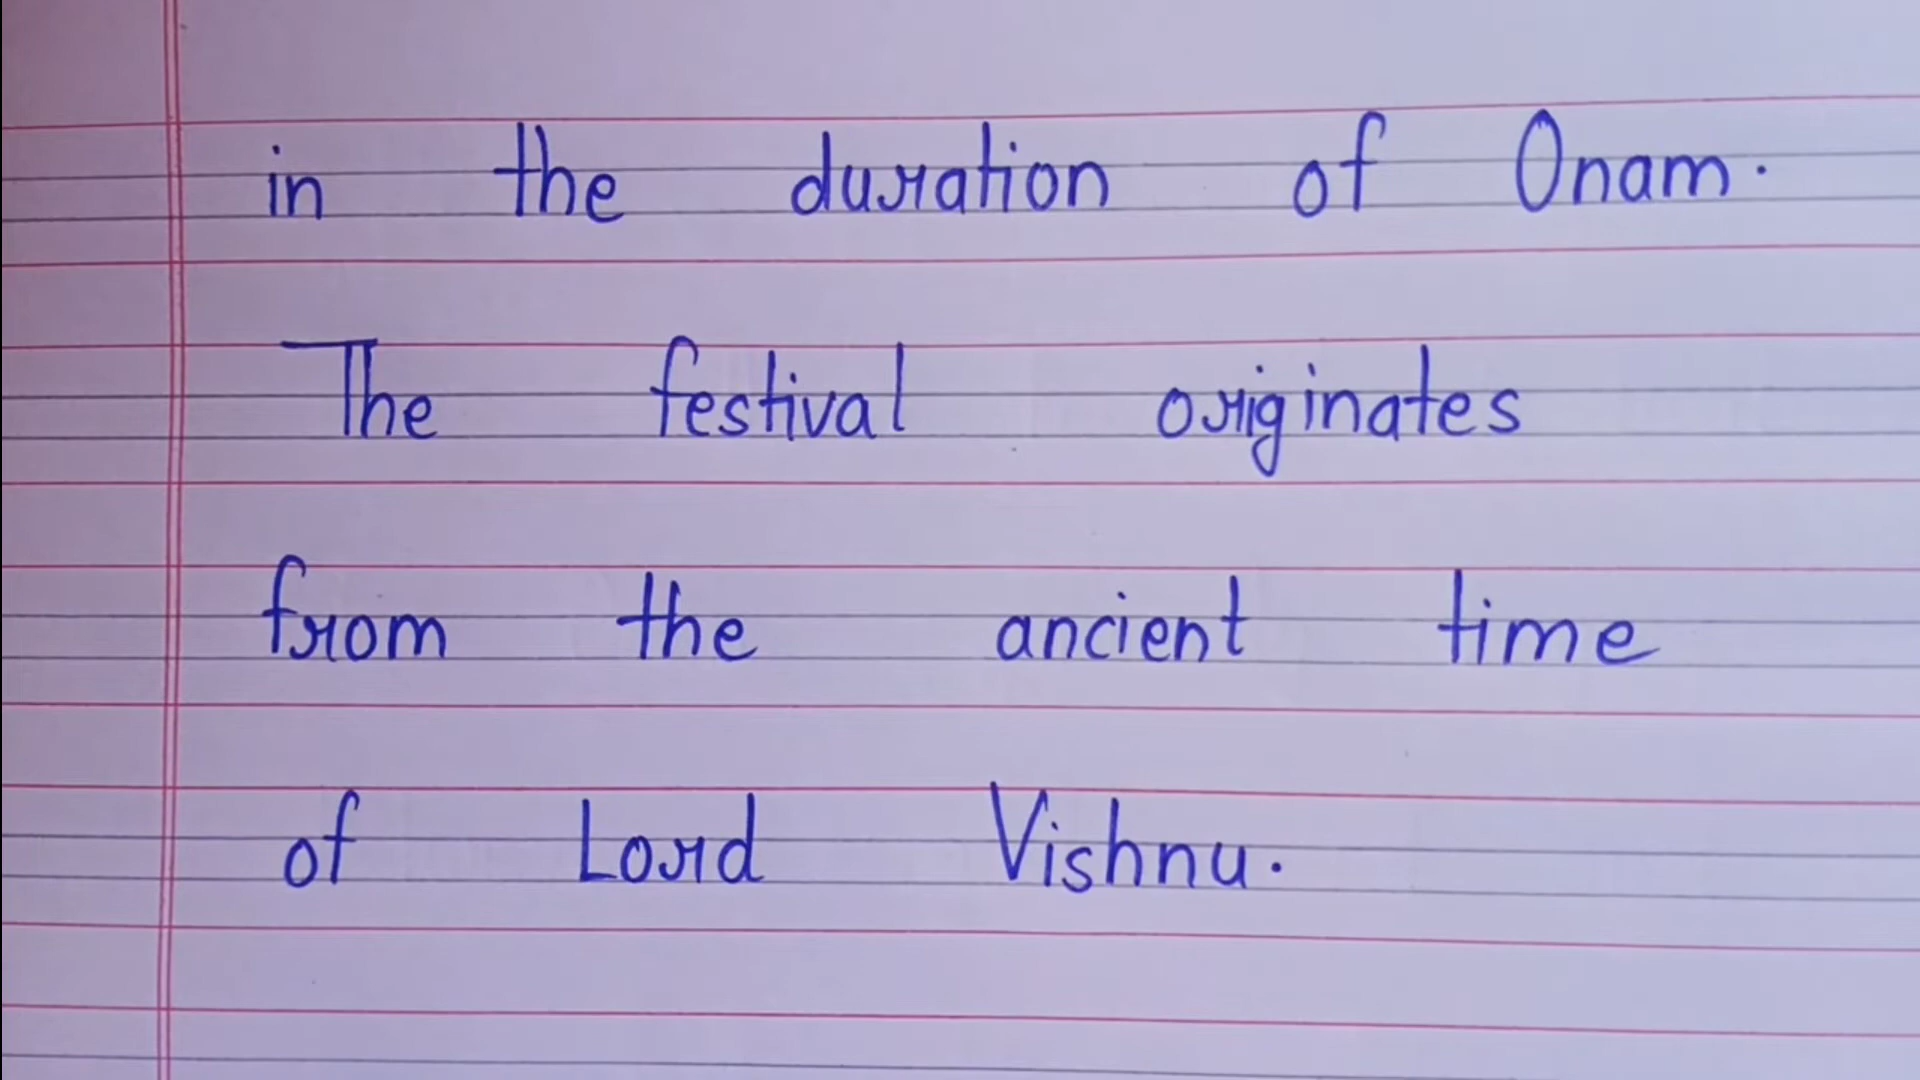 in the duration of Onam.
The festival originates
from the ancient time
of Lord Vishnu.